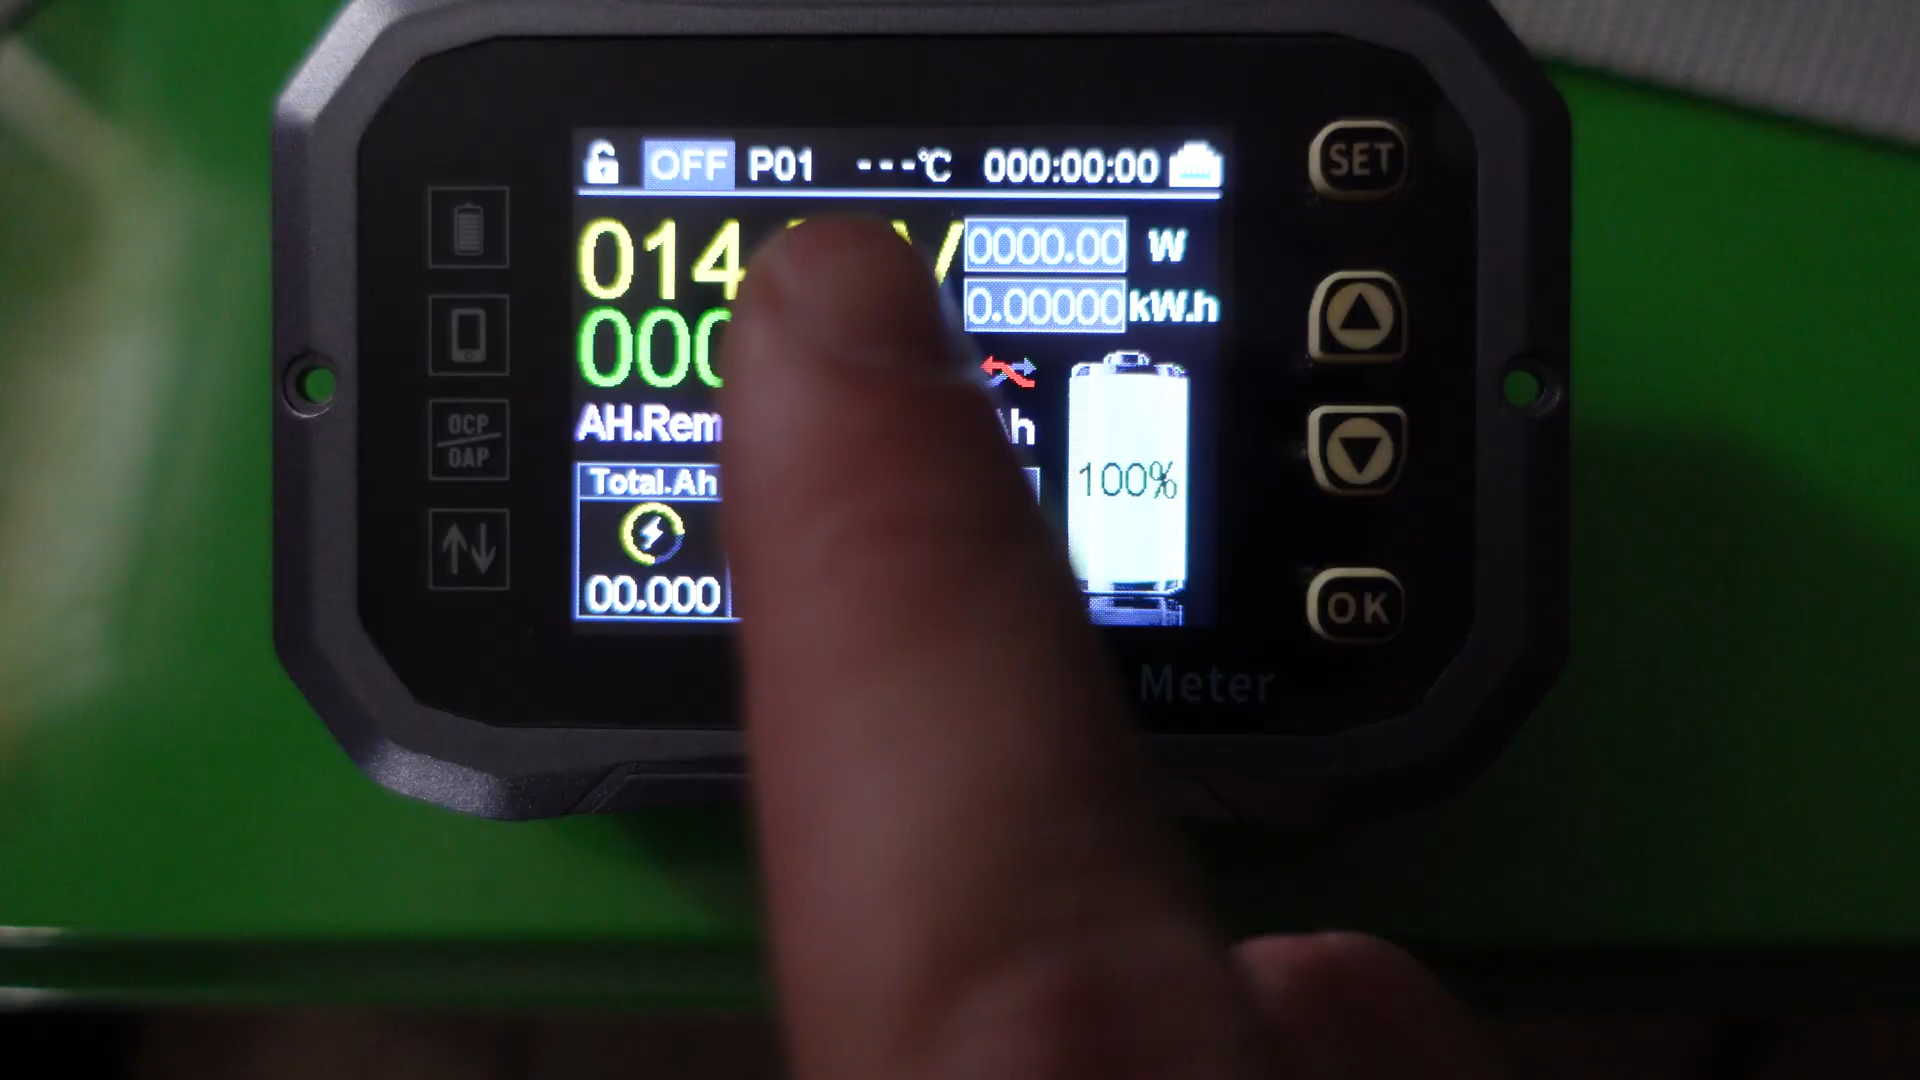 OFF P01 ---℃ 000:00:00
014 V 0000.00 W
000 0.00000 kW.h
AH.Rem
Total.Ah
100%
00.000
OCP
OAP
SET
OK
Meter